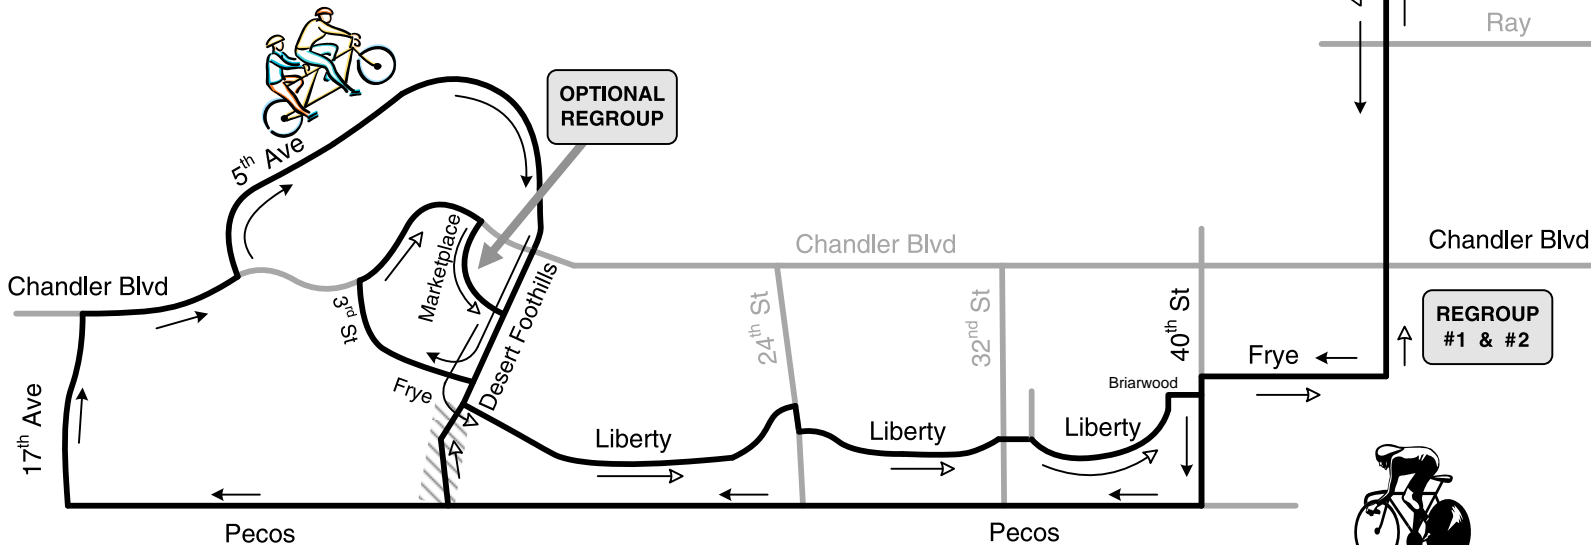 Ray
OPTIONAL
REGROUP
5th Ave
Chandler Blvd
Chandler Blvd
Chandler Blvd
Marketplace
3rd St
Desert Foothills
24th St
32nd St
40th St
REGROUP
#1 & #2
Frye
Briarwood
Frye
17th Ave
Liberty
Liberty
Liberty
Pecos
Pecos